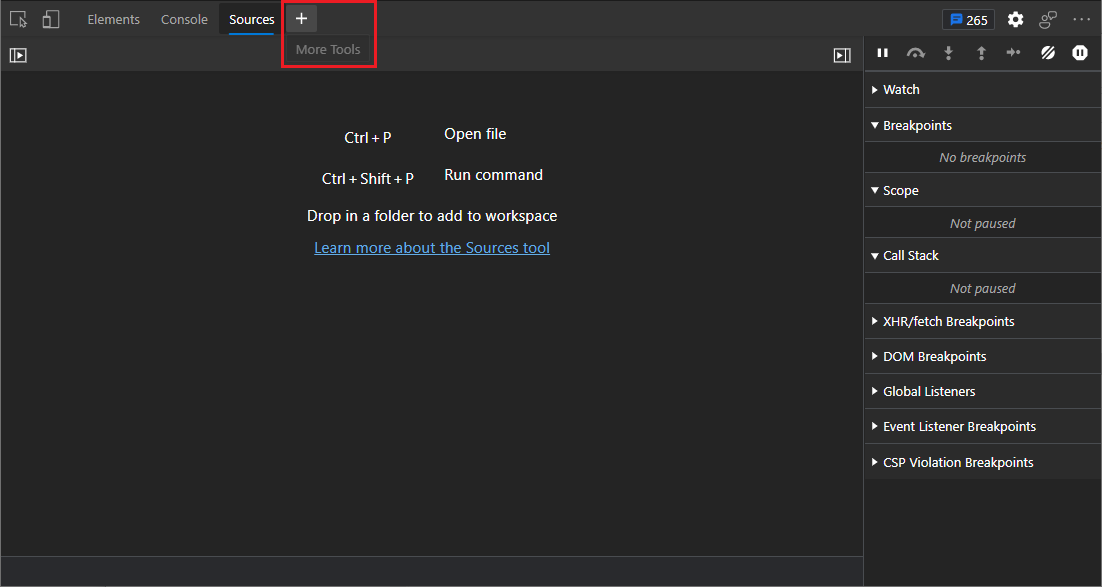 Elements Console Sources + 265
More Tools
Ctrl + P Open file
Ctrl + Shift + P Run command
Drop in a folder to add to workspace
Learn more about the Sources tool
Watch
Breakpoints
No breakpoints
Scope
Not paused
Call Stack
Not paused
XHR/fetch Breakpoints
DOM Breakpoints
Global Listeners
Event Listener Breakpoints
CSP Violation Breakpoints